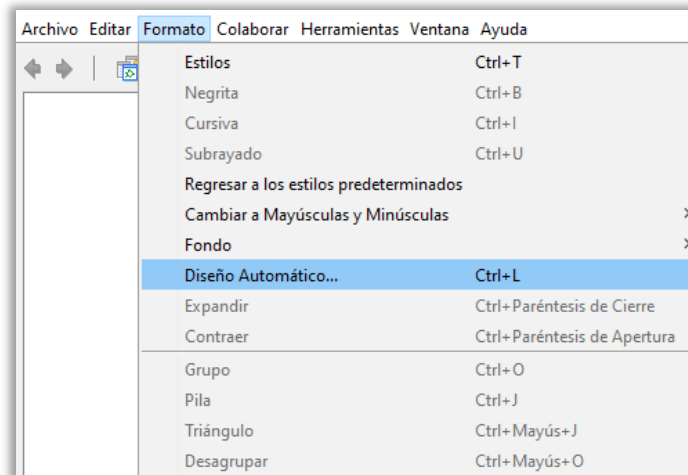 Archivo Editar Formato Colaborar Herramientas Ventana Ayuda
Estilos Ctrl+T
Negrita Ctrl+B
Cursiva Ctrl+I
Subrayado Ctrl+U
Regresar a los estilos predeterminados
Cambiar a Mayúsculas y Minúsculas
Fondo
Diseño Automático... Ctrl+L
Expandir Ctrl+Paréntesis de Cierre
Contraer Ctrl+Paréntesis de Apertura
Grupo Ctrl+O
Pila Ctrl+J
Triángulo Ctrl+Mayús+J
Desagrupar Ctrl+Mayús+O